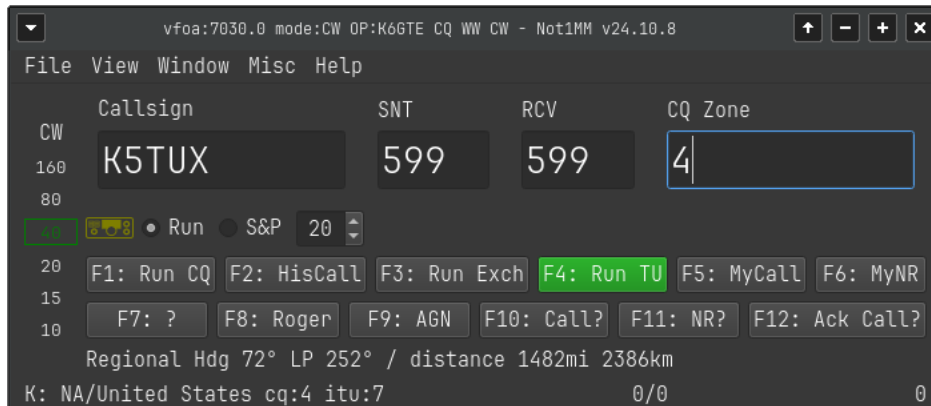 vfoa:7030.0 mode:CW OP:K6GTE CQ WW CW - Not1MM v24.10.8
File View Window Misc Help
Callsign SNT RCV CQ Zone
CW
K5TUX 599 599 4
160
80
40 Run S&P 20
20 F1: Run CQ F2: HisCall F3: Run Exch F4: Run TU F5: MyCall F6: MyNR
15
10 F7: ? F8: Roger F9: AGN F10: Call? F11: NR? F12: Ack Call?
Regional Hdg 72° LP 252° / distance 1482mi 2386km
K: NA/United States cq:4 itu:7 0/0 0